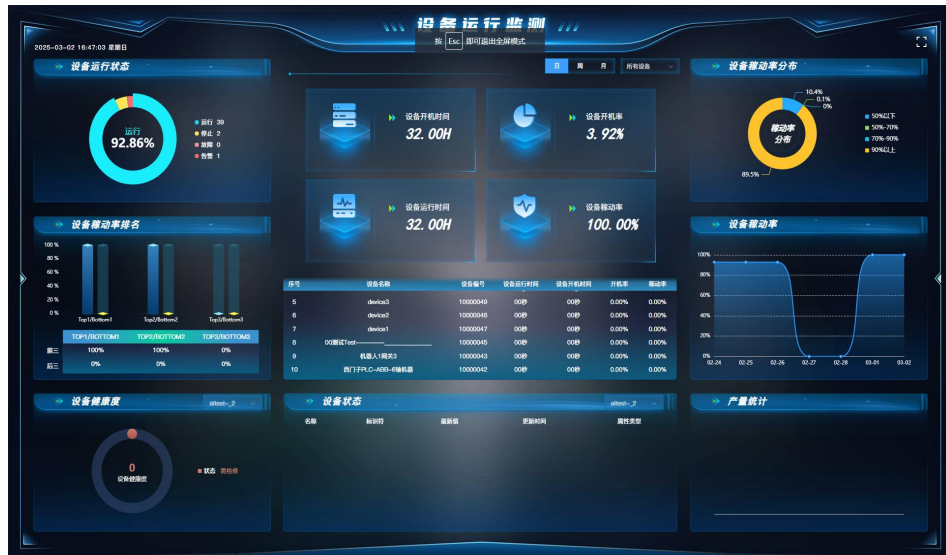 设备运行监测
按 Esc 即可退出全屏模式
2025-03-02 16:47:03 星期日
设备运行状态
运行
92.86%
运行 39
停止 2
故障 0
告警 1
日 周 月 所有设备
设备开机时间
32.00H
设备开机率
3.92%
设备运行时间
32.00H
设备稼动率
100.00%
设备稼动率分布
10.4%
0.1%
0%
稼动率
分布
89.5%
50%以下
50%-70%
70%-90%
90%以上
设备稼动率排名
100 %
80 %
60 %
40 %
20 %
0 %
Top1/Bottom1 Top2/Bottom2 Top3/Bottom3
TOP1/BOTTOM1 TOP2/BOTTOM2 TOP3/BOTTOM3
前三 100% 100% 0%
后三 0% 0% 0%
序号 设备名称 设备编号 设备运行时间 设备开机时间 开机率 稼动率
5 device3 10000049 00秒 00秒 0.00% 0.00%
6 device2 10000048 00秒 00秒 0.00% 0.00%
7 device1 10000047 00秒 00秒 0.00% 0.00%
8 00测试Test-———-___________ 10000045 00秒 00秒 0.00% 0.00%
9 机器人1网关3 10000043 00秒 00秒 0.00% 0.00%
10 西门子PLC-ABB-6轴机器 10000042 00秒 00秒 0.00% 0.00%
设备稼动率
100%
80%
60%
40%
20%
0%
02-24 02-25 02-26 02-27 02-28 03-01 03-02
设备健康度 alltest-_2
0
设备健康度
状态 需检修
设备状态 alltest-_2
名称 标识符 最新值 更新时间 属性类型
产量统计